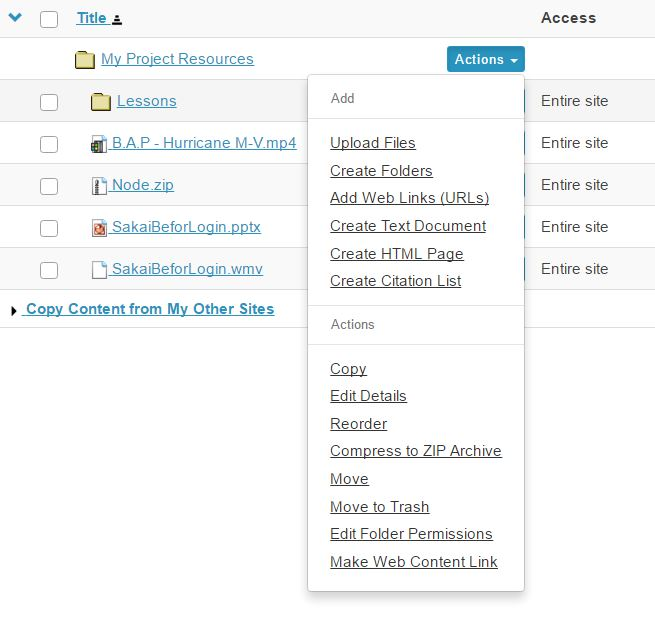 Title Access
My Project Resources Actions
Add
Lessons Entire site
B.A.P - Hurricane M-V.mp4 Upload Files Entire site
Create Folders
Node.zip Add Web Links (URLs) Entire site
SakaiBeforLogin.pptx Create Text Document Entire site
Create HTML Page
SakaiBeforLogin.wmv Create Citation List Entire site
Copy Content from My Other Sites
Actions
Copy
Edit Details
Reorder
Compress to ZIP Archive
Move
Move to Trash
Edit Folder Permissions
Make Web Content Link